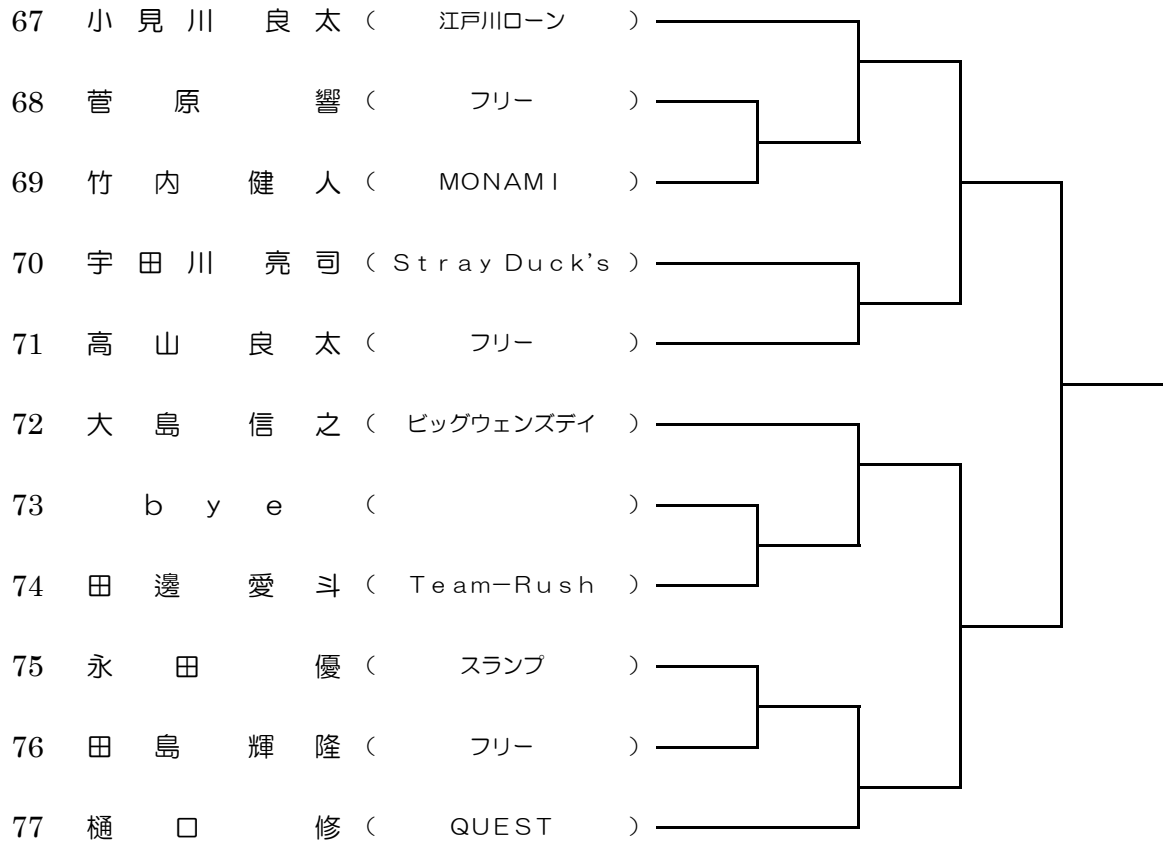 67 小見川 良太 ( 江戸川ローン )
68 菅原 響 ( フリー )
69 竹内 健人 ( MONAMI )
70 宇田川 亮司 ( Stray Duck's )
71 高山 良太 ( フリー )
72 大島 信之 ( ビッグウェンズデイ )
73 bye ( )
74 田邊 愛斗 ( Team-Rush )
75 永田 優 ( スランプ )
76 田島 輝隆 ( フリー )
77 樋口 修 ( QUEST )